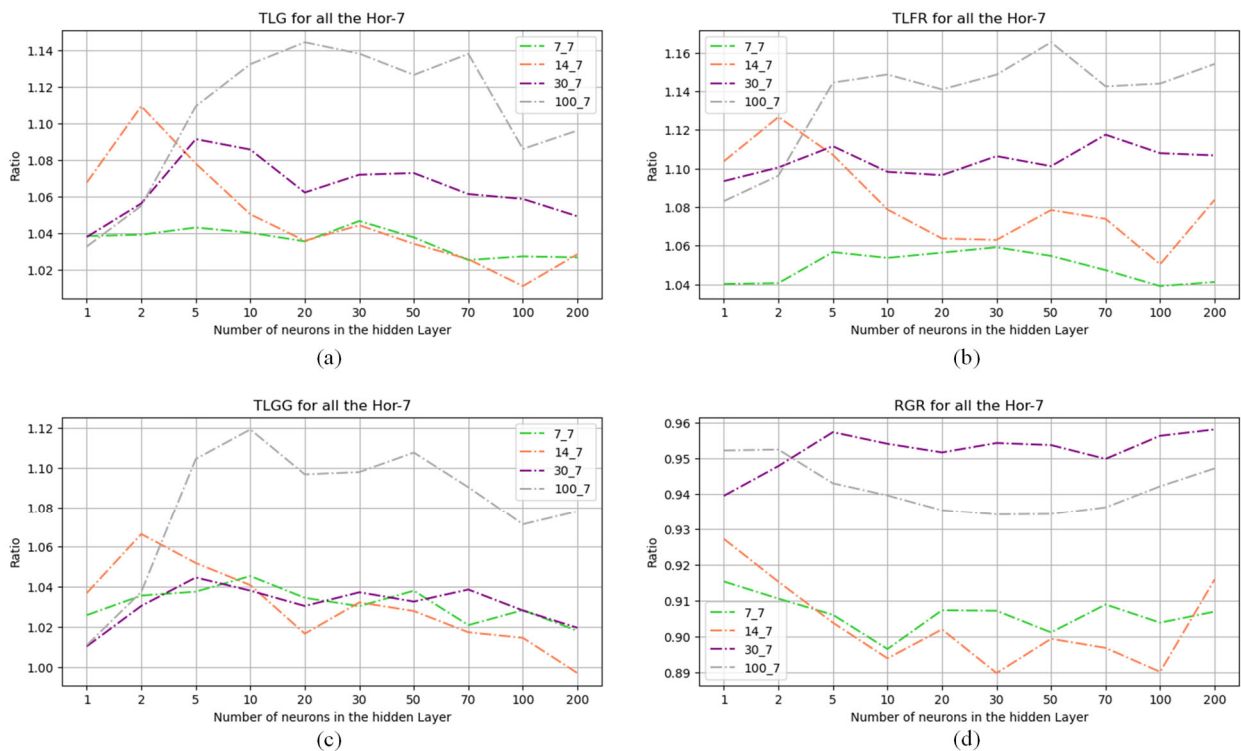 TLG for all the Hor-7
1.14
1.12
1.10
1.08
1.06
1.04
1.02
Ratio
7_7
14_7
30_7
100_7
1 2 5 10 20 30 50 70 100 200
Number of neurons in the hidden Layer
(a)
TLFR for all the Hor-7
1.16
1.14
1.12
1.10
1.08
1.06
1.04
Ratio
7_7
14_7
30_7
100_7
1 2 5 10 20 30 50 70 100 200
Number of neurons in the hidden Layer
(b)
TLGG for all the Hor-7
1.12
1.10
1.08
1.06
1.04
1.02
1.00
Ratio
7_7
14_7
30_7
100_7
1 2 5 10 20 30 50 70 100 200
Number of neurons in the hidden Layer
(c)
RGR for all the Hor-7
0.96
0.95
0.94
0.93
0.92
0.91
0.90
0.89
Ratio
7_7
14_7
30_7
100_7
1 2 5 10 20 30 50 70 100 200
Number of neurons in the hidden Layer
(d)